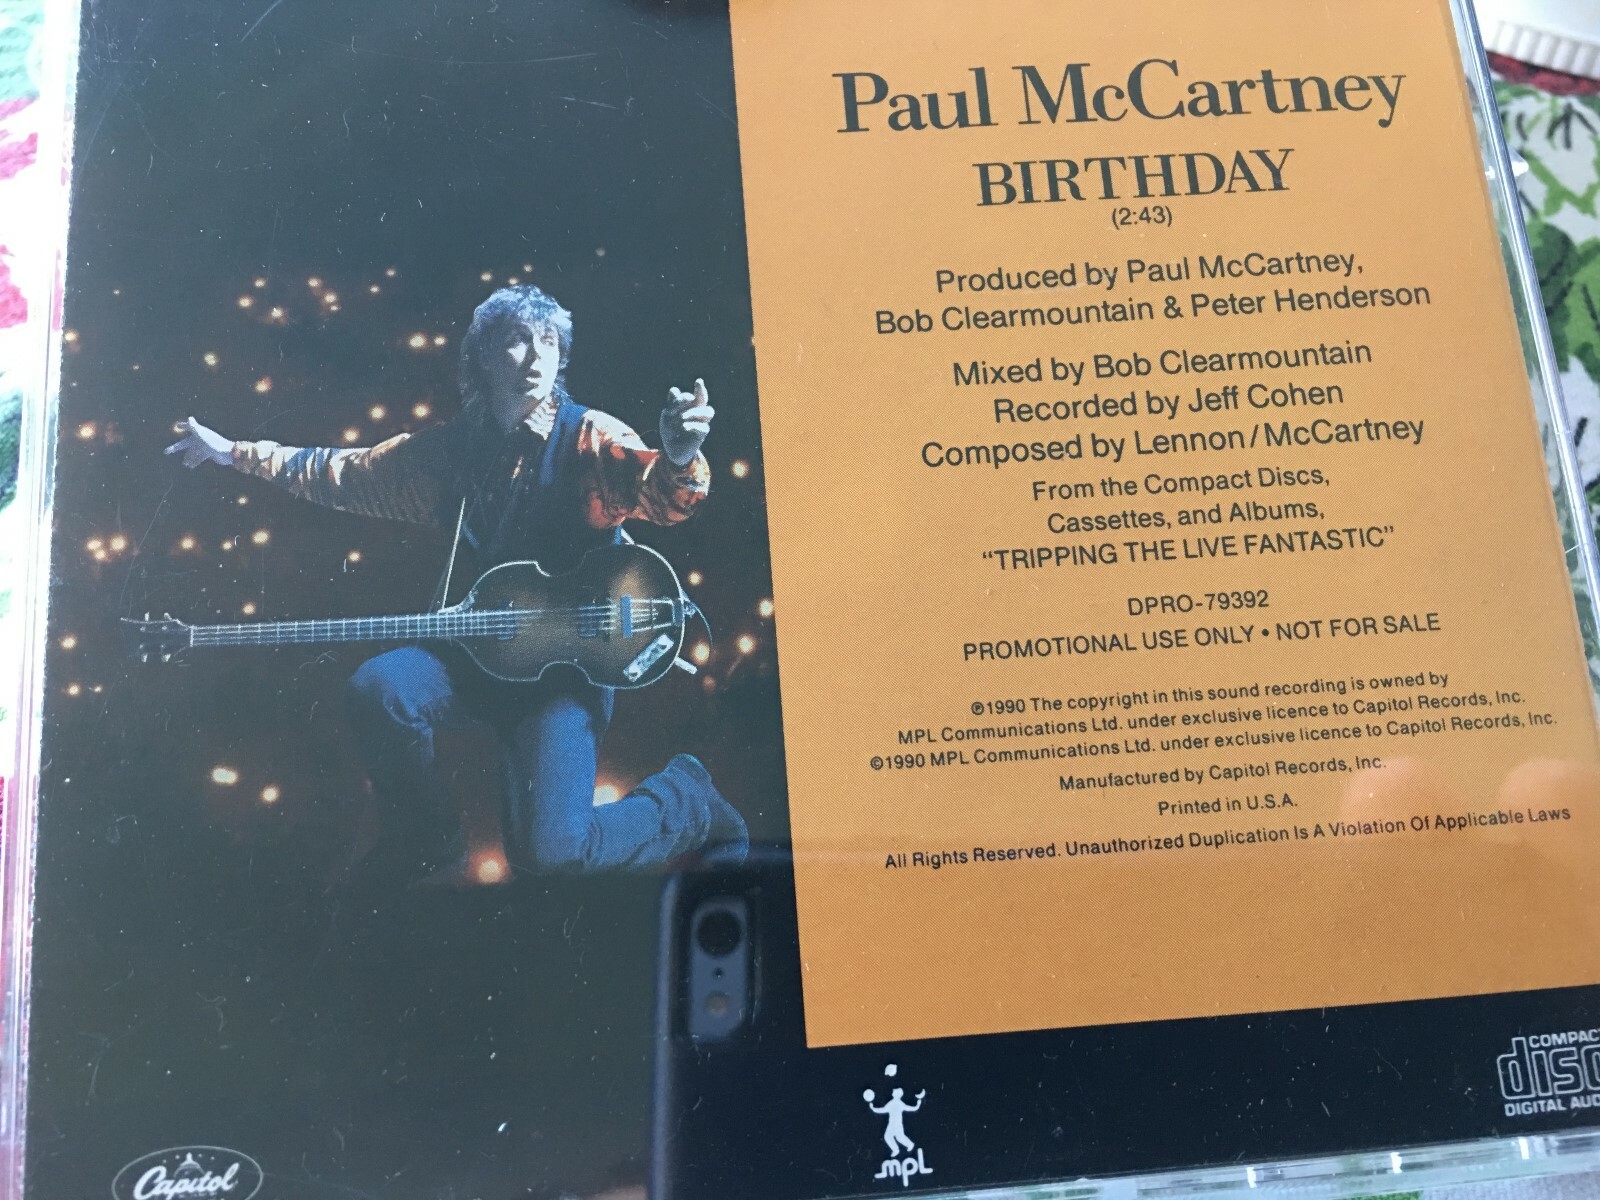 Paul McCartney
BIRTHDAY
(2:43)
Produced by Paul McCartney,
Bob Clearmountain & Peter Henderson
Mixed by Bob Clearmountain
Recorded by Jeff Cohen
Composed by Lennon/McCartney
From the Compact Discs,
Cassettes, and Albums,
“TRIPPING THE LIVE FANTASTIC”
DPRO-79392
PROMOTIONAL USE ONLY • NOT FOR SALE
℗1990 The copyright in this sound recording is owned by
MPL Communications Ltd. under exclusive licence to Capitol Records, Inc.
©1990 MPL Communications Ltd. under exclusive licence to Capitol Records, Inc.
Manufactured by Capitol Records, Inc.
Printed in U.S.A.
All Rights Reserved. Unauthorized Duplication Is A Violation Of Applicable Laws
Capitol
mpL
COMPACT
disc
DIGITAL AUD